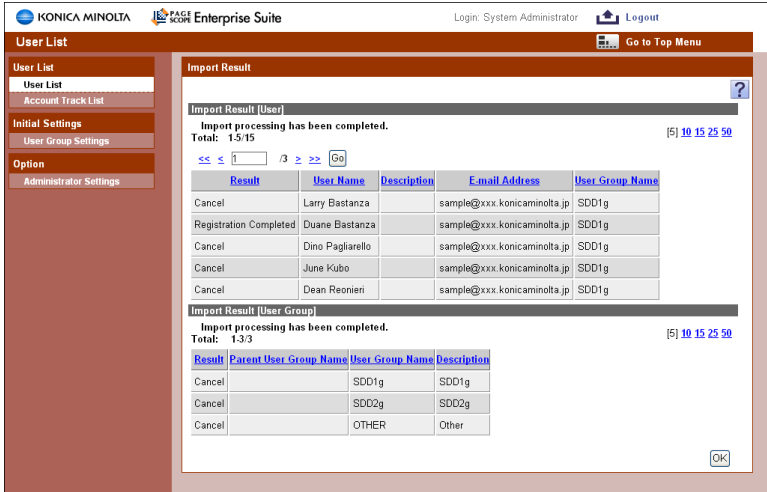 KONICA MINOLTA PAGE SCOPE Enterprise Suite Login: System Administrator Logout
User List Go to Top Menu
User List
User List
Account Track List
Initial Settings
User Group Settings
Option
Administrator Settings
Import Result
?
Import Result [User]
Import processing has been completed.
Total: 1-5/15
[5] 10 15 25 50
<< < 1 /3 > >> Go
Result User Name Description E-mail Address User Group Name
Cancel Larry Bastanza sample@xxx.konicaminolta.jp SDD1g
Registration Completed Duane Bastanza sample@xxx.konicaminolta.jp SDD1g
Cancel Dino Pagliarello sample@xxx.konicaminolta.jp SDD1g
Cancel June Kubo sample@xxx.konicaminolta.jp SDD1g
Cancel Dean Reonieri sample@xxx.konicaminolta.jp SDD1g
Import Result [User Group]
Import processing has been completed.
Total: 1-3/3
[5] 10 15 25 50
Result Parent User Group Name User Group Name Description
Cancel SDD1g SDD1g
Cancel SDD2g SDD2g
Cancel OTHER Other
OK